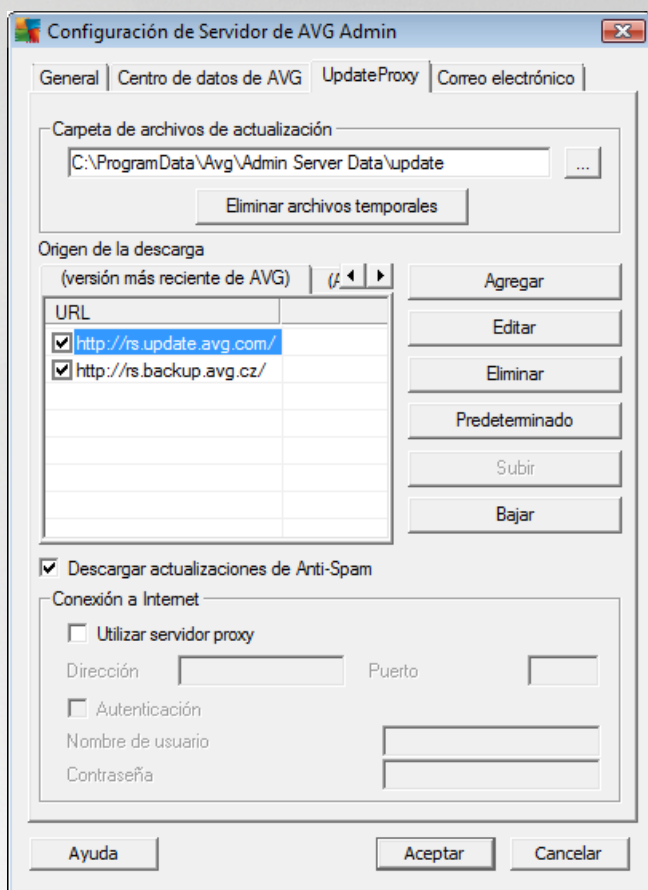 Configuración de Servidor de AVG Admin
General Centro de datos de AVG UpdateProxy Correo electrónico
Carpeta de archivos de actualización
C:\ProgramData\Avg\Admin Server Data\update ...
Eliminar archivos temporales
Origen de la descarga
(versión más reciente de AVG)
URL
http://rs.update.avg.com/
http://rs.backup.avg.cz/
Agregar
Editar
Eliminar
Predeterminado
Subir
Bajar
Descargar actualizaciones de Anti-Spam
Conexión a Internet
Utilizar servidor proxy
Dirección Puerto
Autenticación
Nombre de usuario
Contraseña
Ayuda Aceptar Cancelar